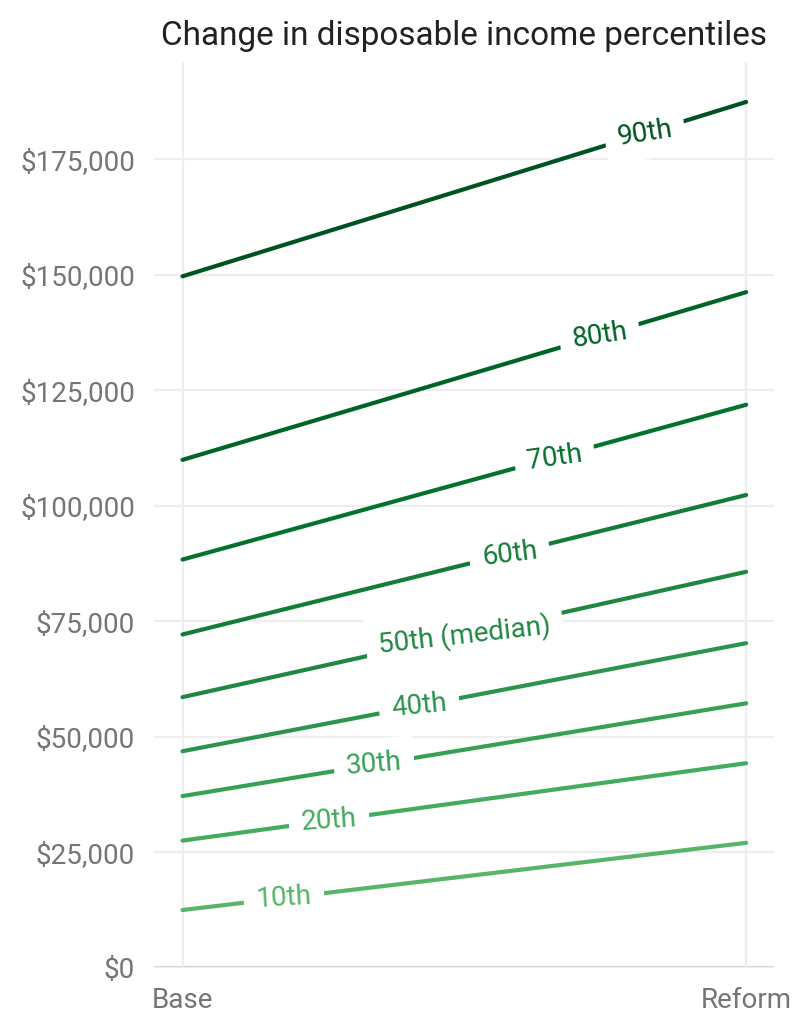 Change in disposable income percentiles
90th
$175,000
$150,000
80th
$125,000
70th
$100,000
60th
$75,000
50th (median)
40th
$50,000
30th
20th
$25,000
10th
$0
Base
Reform